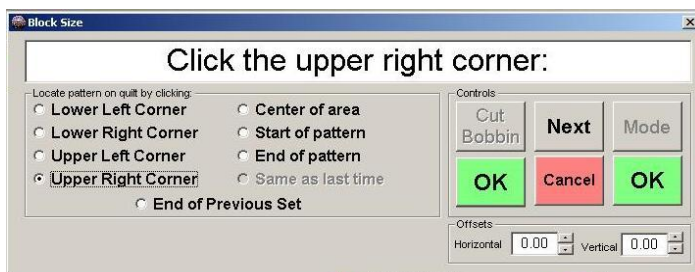 Block Size
Click the upper right corner:
Locate pattern on quilt by clicking:
Lower Left Corner
Center of area
Lower Right Corner
Start of pattern
Upper Left Corner
End of pattern
Upper Right Corner
Same as last time
End of Previous Set
Controls
Cut
Bobbin
Next
Mode
OK
Cancel
OK
Offsets
Horizontal 0.00 Vertical 0.00